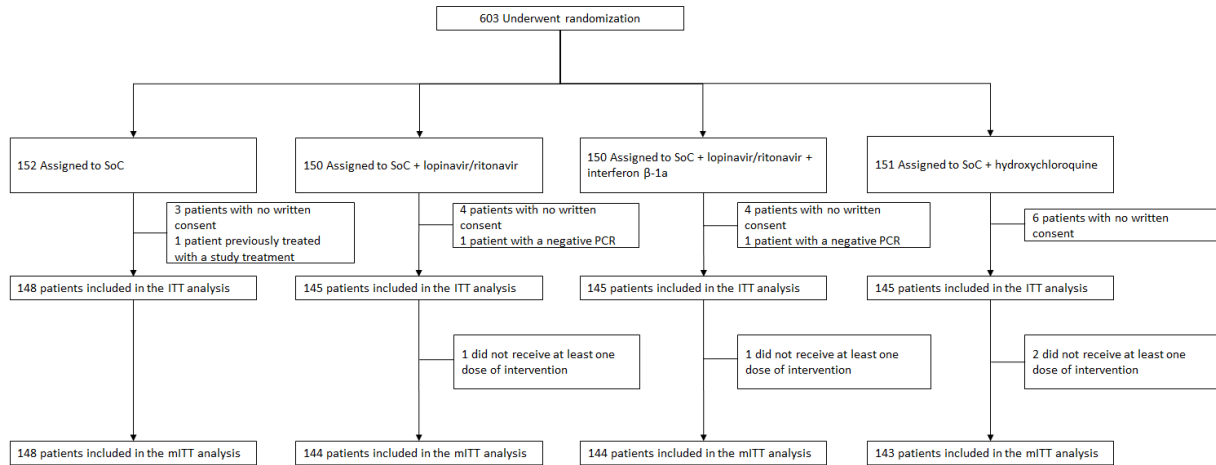 603 Underwent randomization
152 Assigned to SoC
150 Assigned to SoC + lopinavir/ritonavir
150 Assigned to SoC + lopinavir/ritonavir +
interferon β-1a
151 Assigned to SoC + hydroxychloroquine
3 patients with no written
consent
1 patient previously treated
with a study treatment
4 patients with no written
consent
1 patient with a negative PCR
4 patients with no written
consent
1 patient with a negative PCR
6 patients with no written
consent
148 patients included in the ITT analysis
145 patients included in the ITT analysis
145 patients included in the ITT analysis
145 patients included in the ITT analysis
1 did not receive at least one
dose of intervention
1 did not receive at least one
dose of intervention
2 did not receive at least one
dose of intervention
148 patients included in the mITT analysis
144 patients included in the mITT analysis
144 patients included in the mITT analysis
143 patients included in the mITT analysis